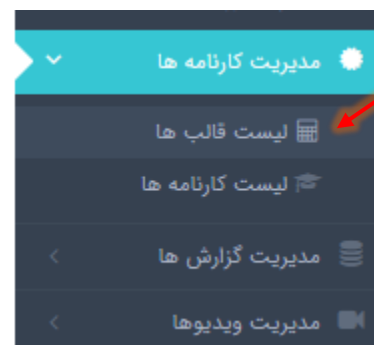 مدیریت کارنامه ها
لیست قالب ها
لیست کارنامه ها
مدیریت گزارش ها
مدیریت ویدیوها